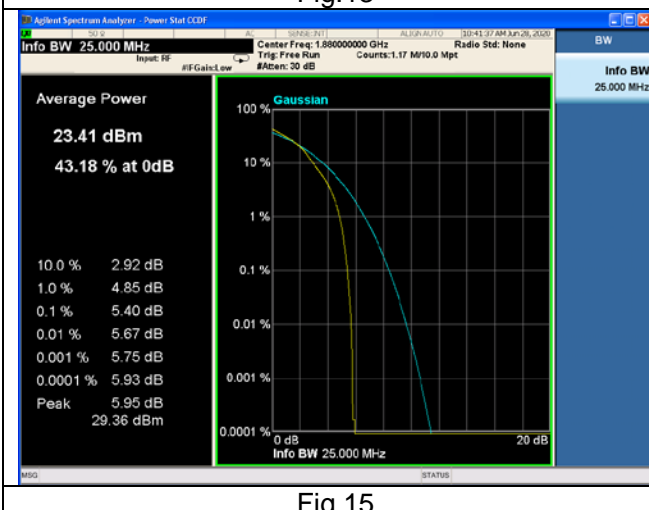 Agilent Spectrum Analyzer - Power Stat CCDF
50 Ω AC SENSE:INT ALIGN AUTO 10:41:37 AM Jun 28, 2020
Info BW 25.000 MHz
Center Freq: 1.880000000 GHz
Radio Std: None
Input: RF
Trig: Free Run
Counts:1.17 M/10.0 Mpt
#IFGain:Low
#Atten: 30 dB
BW
Info BW
25.000 MHz
Average Power
23.41 dBm
43.18 % at 0dB
10.0 % 2.92 dB
1.0 % 4.85 dB
0.1 % 5.40 dB
0.01 % 5.67 dB
0.001 % 5.75 dB
0.0001 % 5.93 dB
Peak 5.95 dB
29.36 dBm
Gaussian
100 %
10 %
1 %
0.1 %
0.01 %
0.001 %
0.0001 %
0 dB 20 dB
Info BW 25.000 MHz
MSG STATUS
Fig.15